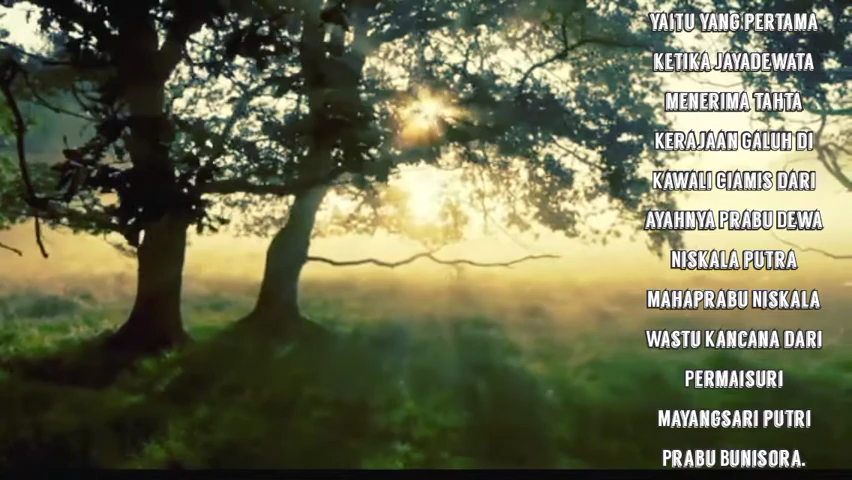 YAITU YANG PERTAMA
KETIKA JAYADEWATA
MENERIMA TAHTA
KERAJAAN GALUH DI
KAWALI CIAMIS DARI
AYAHNYA PRABU DEWA
NISKALA PUTRA
MAHAPRABU NISKALA
WASTU KANCANA DARI
PERMAISURI
MAYANGSARI PUTRI
PRABU BUNISORA.